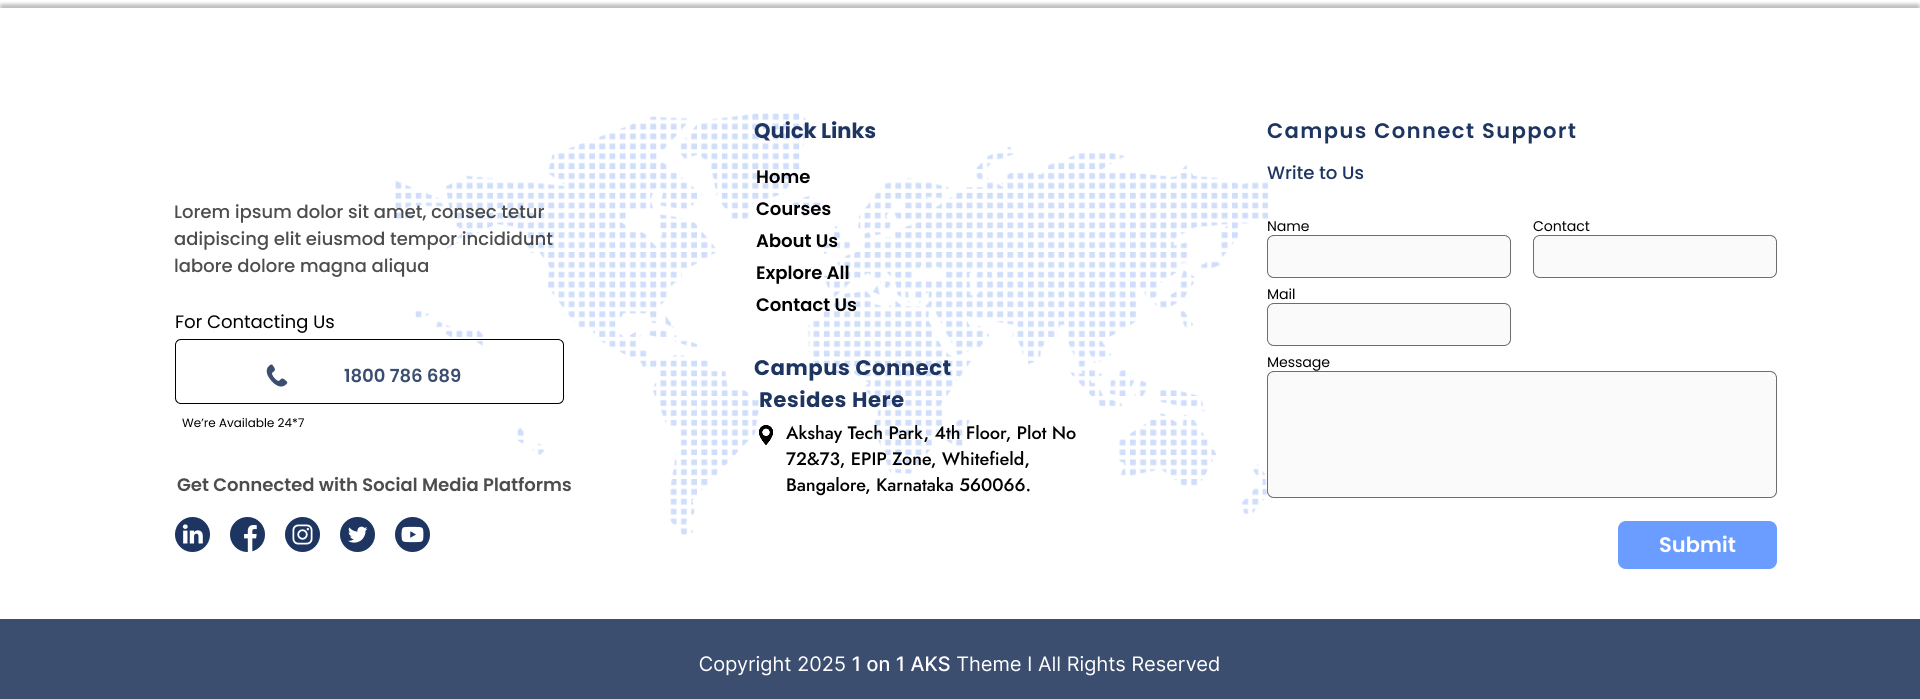 Lorem ipsum dolor sit amet, consec tetur
adipiscing elit eiusmod tempor incididunt
labore dolore magna aliqua
For Contacting Us
1800 786 689
We're Available 24*7
Get Connected with Social Media Platforms
in
Quick Links
Home
Courses
About Us
Explore All
Contact Us
Campus Connect
Resides Here
Akshay Tech Park, 4th Floor, Plot No
72&73, EPIP Zone, Whitefield,
Bangalore, Karnataka 560066.
Campus Connect Support
Write to Us
Name
Contact
Mail
Message
Submit
Copyright 2025 1 on 1 AKS Theme I All Rights Reserved